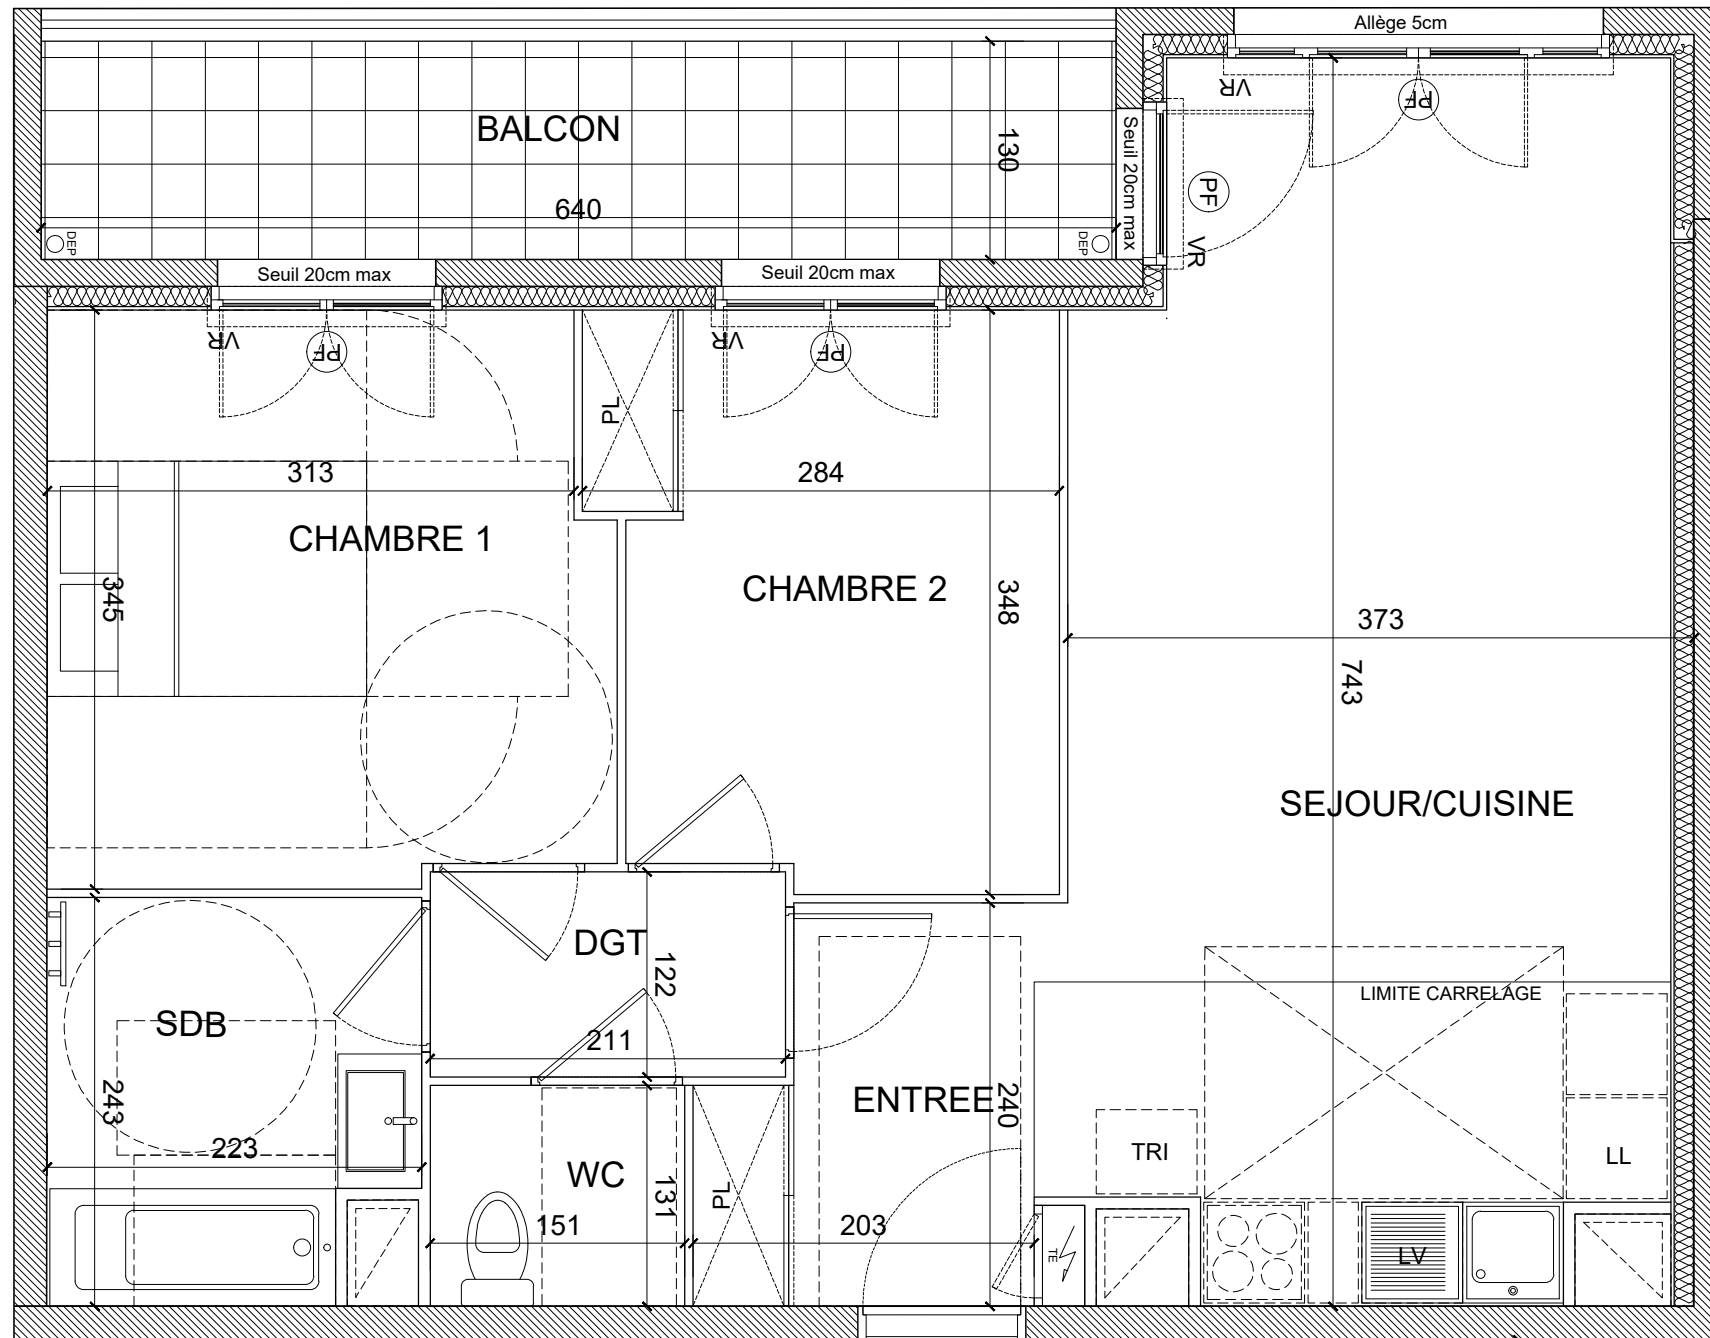 Allège 5cm
VR
PF
BALCON
130
Seuil 20cm max
PF
640
VR
DEP
DEP
Seuil 20cm max
Seuil 20cm max
VR
PF
VR
PF
PL
313
284
CHAMBRE 1
CHAMBRE 2
345
348
373
743
SEJOUR/CUISINE
DGT
122
LIMITE CARRELAGE
SDB
211
243
ENTREE
240
223
TRI
LL
WC
131
PL
151
203
TE
LV